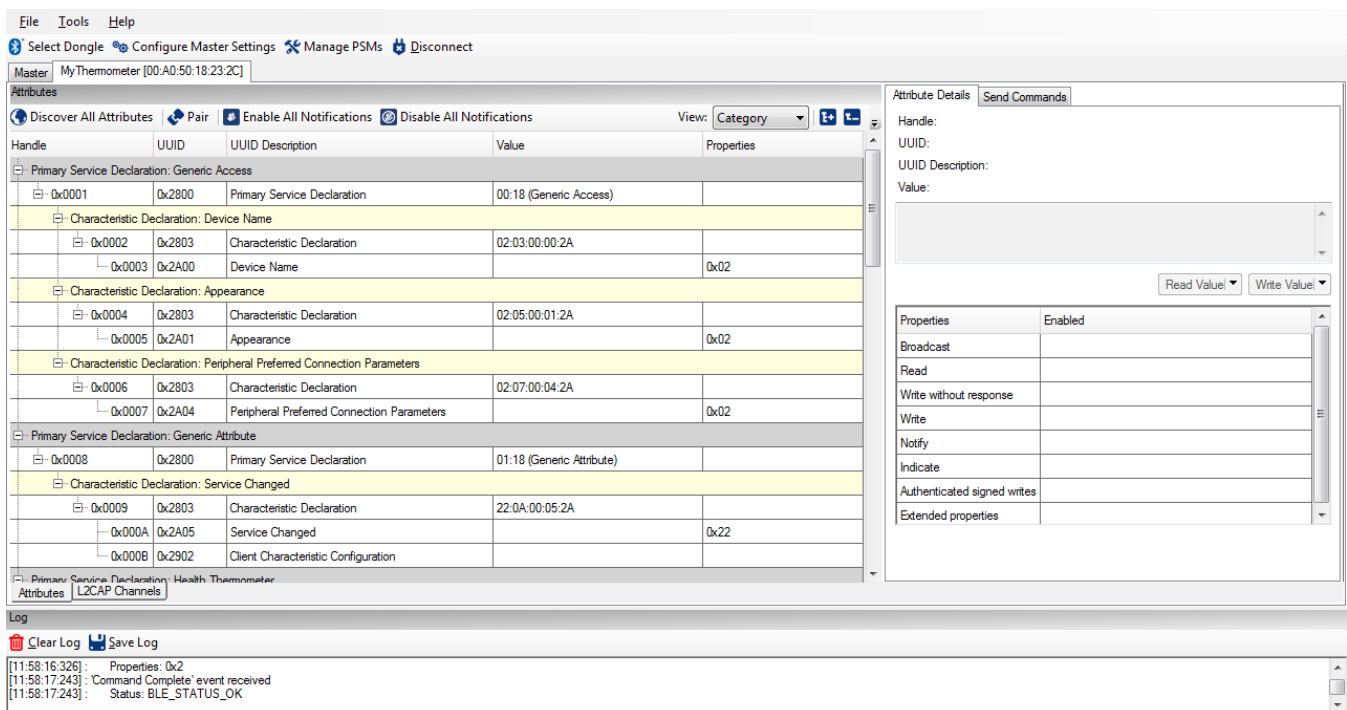 File Tools Help
Select Dongle Configure Master Settings Manage PSMs Disconnect
Master MyThermometer [00:A0:50:18:23:2C]
Attributes
Attribute Details Send Commands
Discover All Attributes Pair Enable All Notifications Disable All Notifications View: Category
Handle:
Handle UUID UUID Description Value Properties
UUID:
Primary Service Declaration: Generic Access
UUID Description:
0x0001 0x2800 Primary Service Declaration 00:18 (Generic Access)
Value:
Characteristic Declaration: Device Name
0x0002 0x2803 Characteristic Declaration 02:03:00:00:2A
0x0003 0x2A00 Device Name 0x02
Read Value Write Value
Characteristic Declaration: Appearance
0x0004 0x2803 Characteristic Declaration 02:05:00:01:2A
Properties Enabled
0x0005 0x2A01 Appearance 0x02
Broadcast
Characteristic Declaration: Peripheral Preferred Connection Parameters
Read
0x0006 0x2803 Characteristic Declaration 02:07:00:04:2A
Write without response
0x0007 0x2A04 Peripheral Preferred Connection Parameters 0x02
Write
Primary Service Declaration: Generic Attribute
Notify
0x0008 0x2800 Primary Service Declaration 01:18 (Generic Attribute)
Indicate
Characteristic Declaration: Service Changed
Authenticated signed writes
0x0009 0x2803 Characteristic Declaration 22:0A:00:05:2A
Extended properties
0x000A 0x2A05 Service Changed 0x22
0x000B 0x2902 Client Characteristic Configuration
Primary Service Declaration: Health Thermometer
Attributes L2CAP Channels
Log
Clear Log Save Log
[11:58:16:326] : Properties: 0x2
[11:58:17:243] : 'Command Complete' event received
[11:58:17:243] : Status: BLE_STATUS_OK